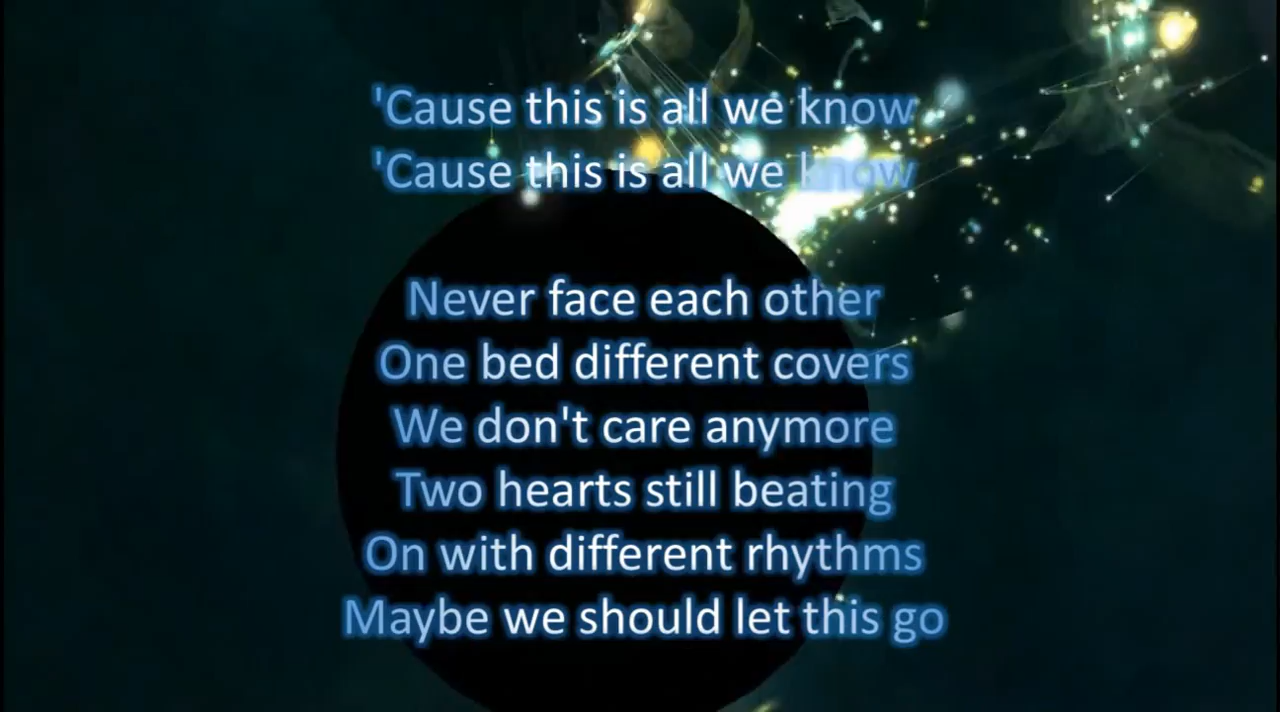 'Cause this is all we know
'Cause this is all we know
Never face each other
One bed different covers
We don't care anymore
Two hearts still beating
On with different rhythms
Maybe we should let this go